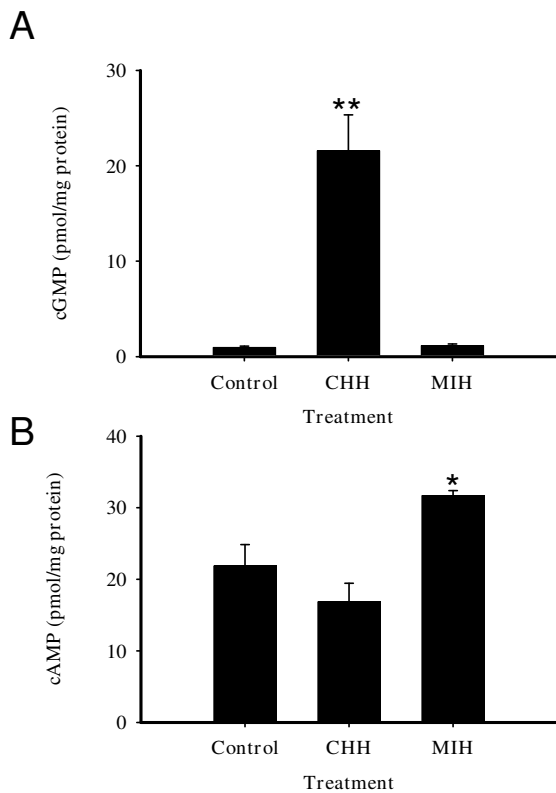 A
cGMP (pmol/mg protein)
30
20
10
0
**
Control CHH MIH
Treatment
B
cAMP (pmol/mg protein)
40
30
20
10
0
*
Control CHH MIH
Treatment